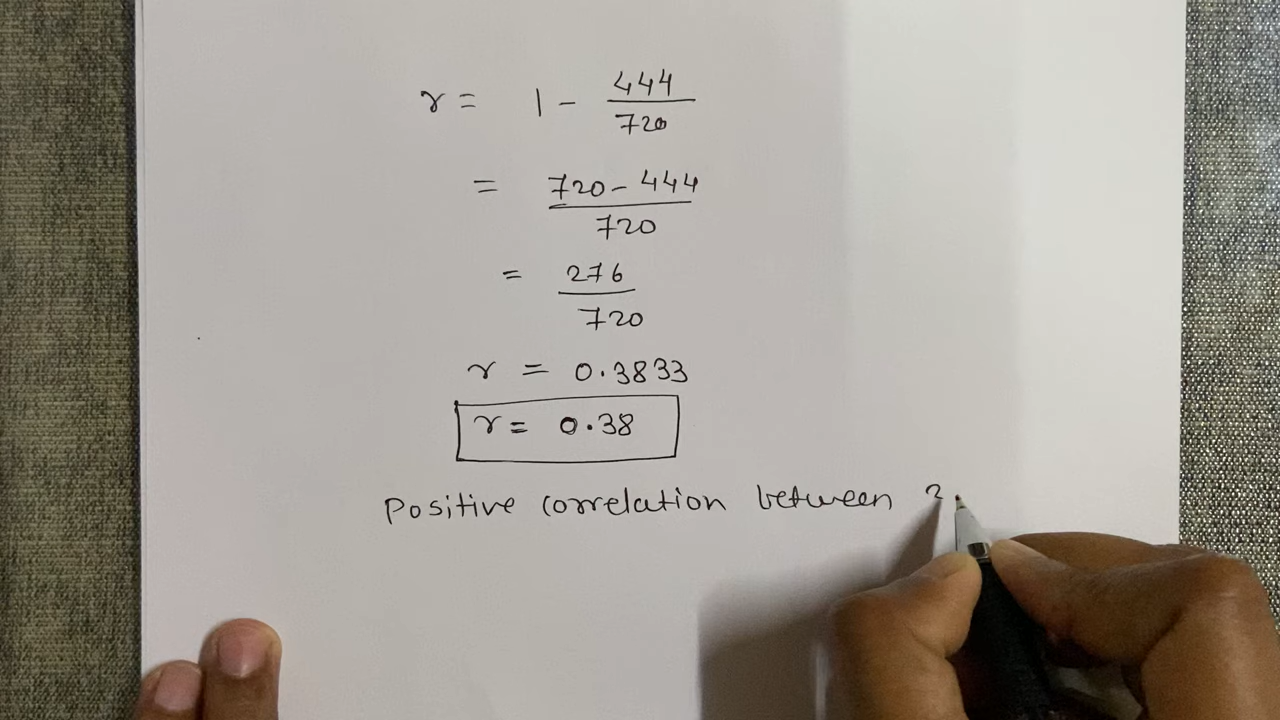 r = 1 - 444/720
= 720 - 444/720
= 276/720
r = 0.3833
r = 0.38
Positive correlation between